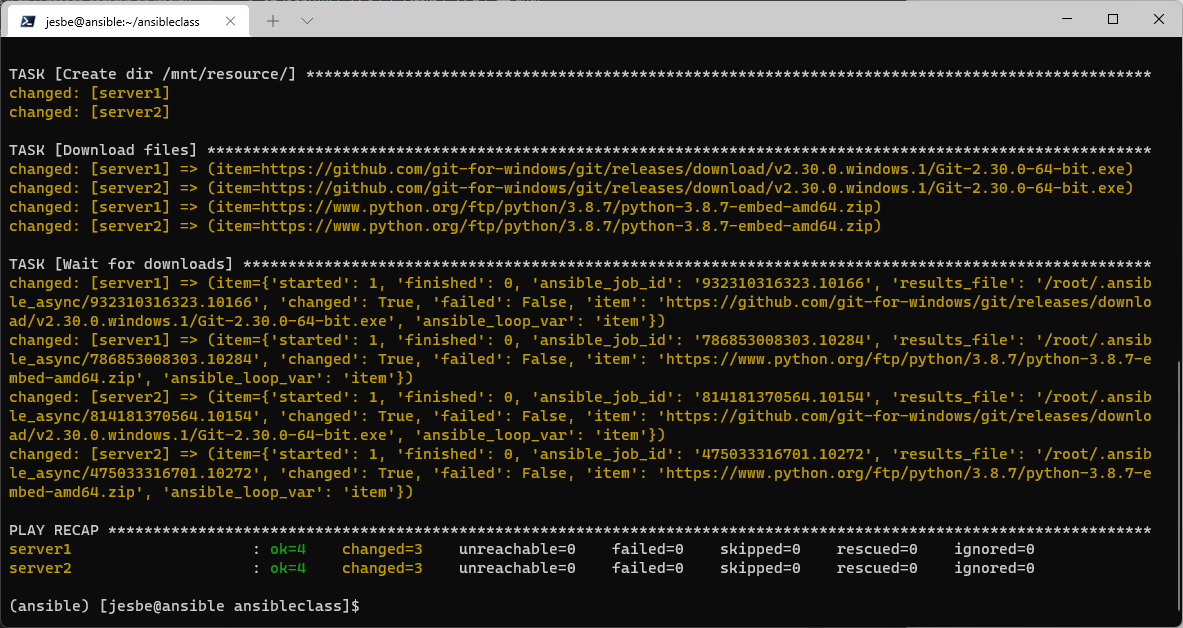 jesbe@ansible:~/ansibleclass
TASK [Create dir /mnt/resource/] **********************************************************************************************
changed: [server1]
changed: [server2]
TASK [Download files] *********************************************************************************************************
changed: [server1] => (item=https://github.com/git-for-windows/git/releases/download/v2.30.0.windows.1/Git-2.30.0-64-bit.exe)
changed: [server2] => (item=https://github.com/git-for-windows/git/releases/download/v2.30.0.windows.1/Git-2.30.0-64-bit.exe)
changed: [server1] => (item=https://www.python.org/ftp/python/3.8.7/python-3.8.7-embed-amd64.zip)
changed: [server2] => (item=https://www.python.org/ftp/python/3.8.7/python-3.8.7-embed-amd64.zip)
TASK [Wait for downloads] *****************************************************************************************************
changed: [server1] => (item={'started': 1, 'finished': 0, 'ansible_job_id': '932310316323.10166', 'results_file': '/root/.ansib
le_async/932310316323.10166', 'changed': True, 'failed': False, 'item': 'https://github.com/git-for-windows/git/releases/downlo
ad/v2.30.0.windows.1/Git-2.30.0-64-bit.exe', 'ansible_loop_var': 'item'})
changed: [server1] => (item={'started': 1, 'finished': 0, 'ansible_job_id': '786853008303.10284', 'results_file': '/root/.ansib
le_async/786853008303.10284', 'changed': True, 'failed': False, 'item': 'https://www.python.org/ftp/python/3.8.7/python-3.8.7-e
mbed-amd64.zip', 'ansible_loop_var': 'item'})
changed: [server2] => (item={'started': 1, 'finished': 0, 'ansible_job_id': '814181370564.10154', 'results_file': '/root/.ansib
le_async/814181370564.10154', 'changed': True, 'failed': False, 'item': 'https://github.com/git-for-windows/git/releases/downlo
ad/v2.30.0.windows.1/Git-2.30.0-64-bit.exe', 'ansible_loop_var': 'item'})
changed: [server2] => (item={'started': 1, 'finished': 0, 'ansible_job_id': '475033316701.10272', 'results_file': '/root/.ansib
le_async/475033316701.10272', 'changed': True, 'failed': False, 'item': 'https://www.python.org/ftp/python/3.8.7/python-3.8.7-e
mbed-amd64.zip', 'ansible_loop_var': 'item'})
PLAY RECAP ********************************************************************************************************************
server1                    : ok=4    changed=3    unreachable=0    failed=0    skipped=0    rescued=0    ignored=0
server2                    : ok=4    changed=3    unreachable=0    failed=0    skipped=0    rescued=0    ignored=0
(ansible) [jesbe@ansible ansibleclass]$